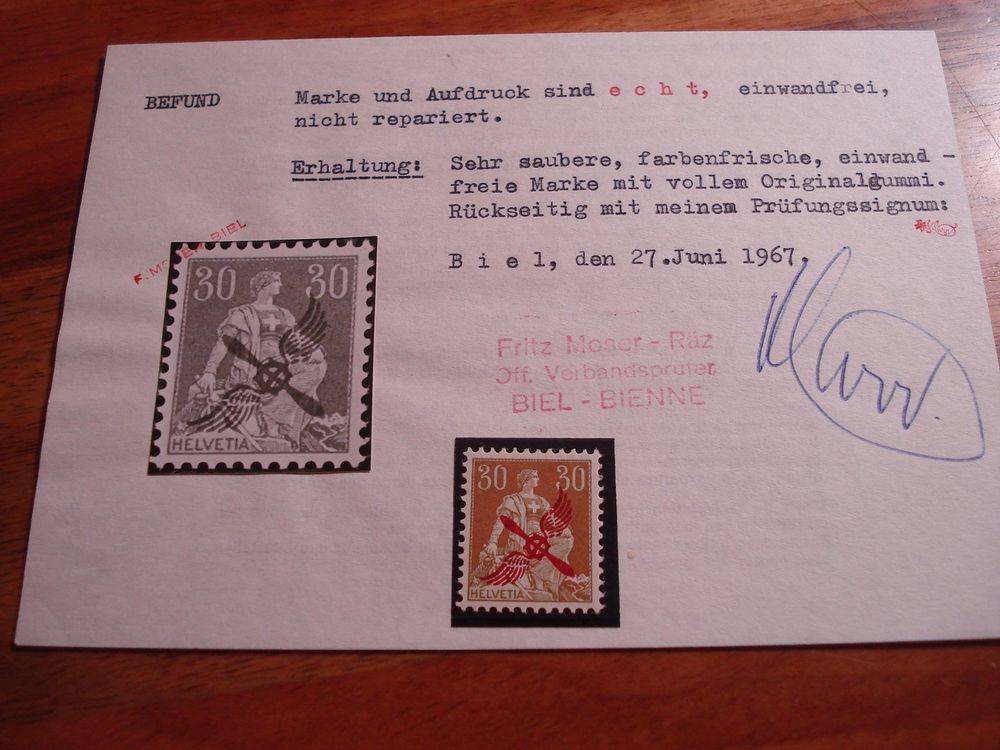 BEFUND
Marke und Aufdruck sind e c h t, einwandfrei,
nicht repariert.
Erhaltung: Sehr saubere, farbenfrische, einwand -
freie Marke mit vollem Originalgummi.
Rückseitig mit meinem Prüfungssignum:
B i e l, den 27.Juni 1967.
BIEL
30 30
HELVETIA
Fritz Moser - Räz
Off. Verbandsprüfer
BIEL - BIENNE
30 30
HELVETIA